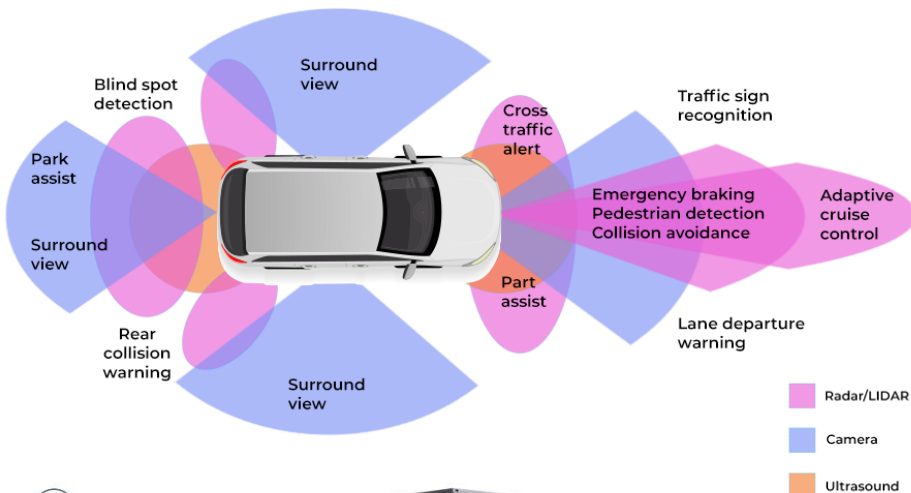 Surround
view
Blind spot
detection
Traffic sign
recognition
Cross
traffic
alert
Park
assist
Emergency braking
Pedestrian detection
Collision avoidance
Adaptive
cruise
control
Surround
view
Part
assist
Rear
collision
warning
Lane departure
warning
Surround
view
Radar/LIDAR
Camera
Ultrasound